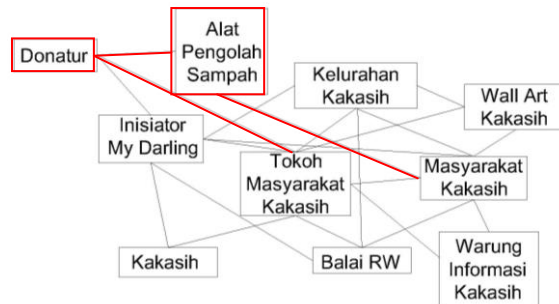 Donatur
Alat
Pengolah
Sampah
Kelurahan
Kakasih
Wall Art
Kakasih
Inisiator
My Darling
Tokoh
Masyarakat
Kakasih
Masyarakat
Kakasih
Kakasih
Balai RW
Warung
Informasi
Kakasih